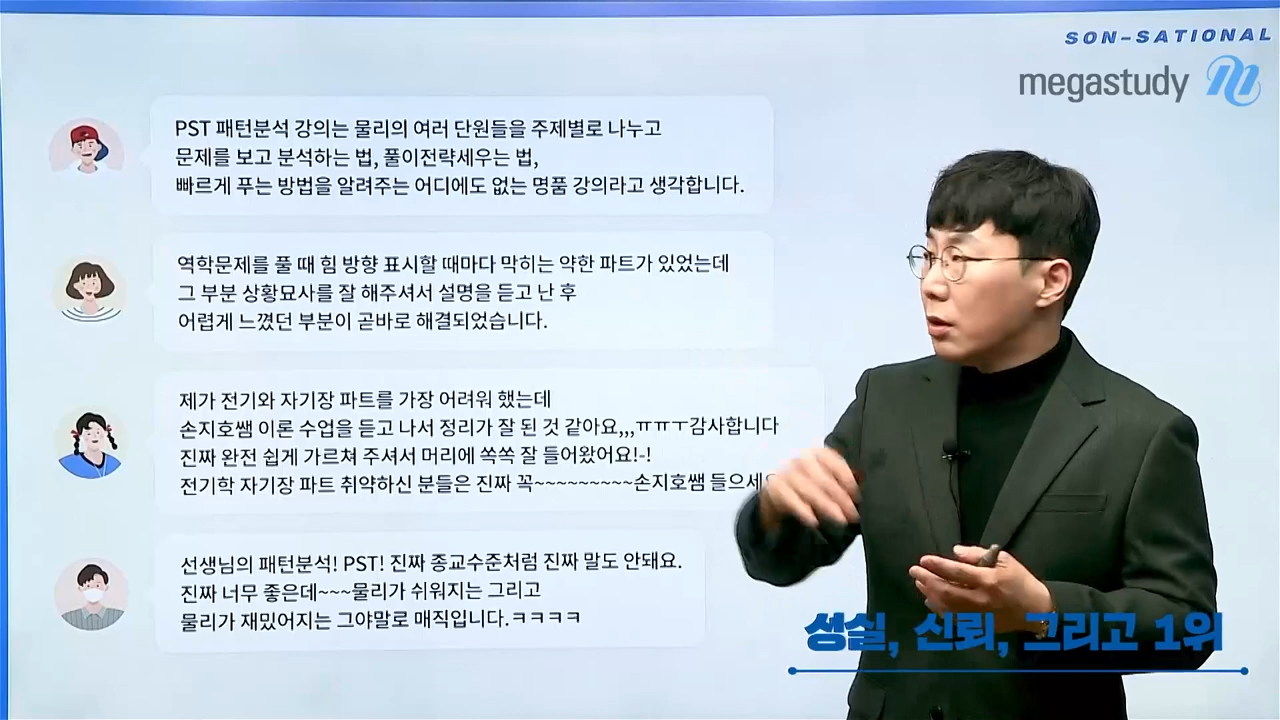 SON-SATIONAL
megastudy
PST 패턴분석 강의는 물리의 여러 단원들을 주제별로 나누고
문제를 보고 분석하는 법, 풀이전략세우는 법,
빠르게 푸는 방법을 알려주는 어디에도 없는 명품 강의라고 생각합니다.
역학문제를 풀 때 힘 방향 표시할 때마다 막히는 약한 파트가 있었는데
그 부분 상황묘사를 잘 해주셔서 설명을 듣고 난 후
어렵게 느꼈던 부분이 곧바로 해결되었습니다.
제가 전기와 자기장 파트를 가장 어려워 했는데
손지호쌤 이론 수업을 듣고 나서 정리가 잘 된 것 같아요,,,ㅠㅠㅜ감사합니다
진짜 완전 쉽게 가르쳐 주셔서 머리에 쏙쏙 잘 들어왔어요!-!
전기학 자기장 파트 취약하신 분들은 진짜 꼭~~~~~~~~~손지호쌤 들으세
선생님의 패턴분석! PST! 진짜 종교수준처럼 진짜 말도 안돼요.
진짜 너무 좋은데~~~물리가 쉬워지는 그리고
물리가 재밌어지는 그야말로 매직입니다.ㅋㅋㅋㅋ
성실, 신뢰, 그리고 1위